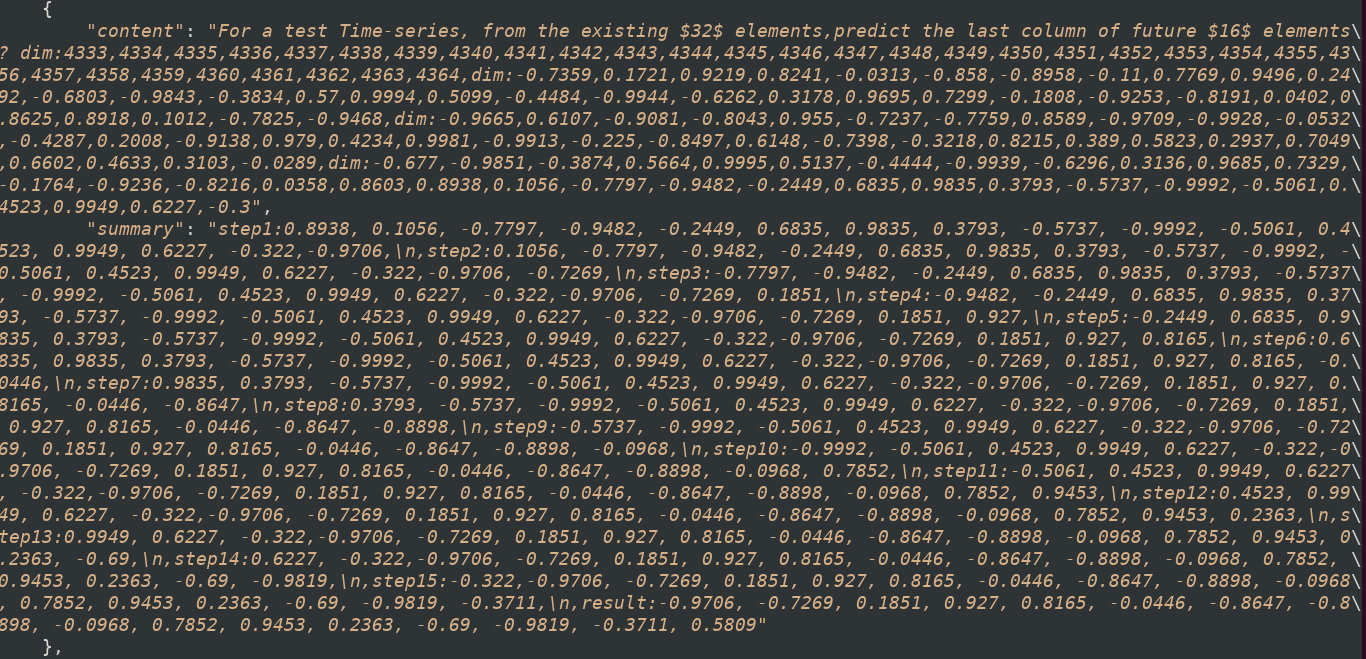 {
"content": "For a test Time-series, from the existing $32$ elements,predict the last column of future $16$ elements\
? dim:4333,4334,4335,4336,4337,4338,4339,4340,4341,4342,4343,4344,4345,4346,4347,4348,4349,4350,4351,4352,4353,4354,4355,43\
56,4357,4358,4359,4360,4361,4362,4363,4364,dim:-0.7359,0.1721,0.9219,0.8241,-0.0313,-0.858,-0.8958,-0.11,0.7769,0.9496,0.24\
92,-0.6803,-0.9843,-0.3834,0.57,0.9994,0.5099,-0.4484,-0.9944,-0.6262,0.3178,0.9695,0.7299,-0.1808,-0.9253,-0.8191,0.0402,0\
.8625,0.8918,0.1012,-0.7825,-0.9468,dim:-0.9665,0.6107,-0.9081,-0.8043,0.955,-0.7237,-0.7759,0.8589,-0.9709,-0.9928,-0.0532\
,-0.4287,0.2008,-0.9138,0.979,0.4234,0.9981,-0.9913,-0.225,-0.8497,0.6148,-0.7398,-0.3218,0.8215,0.389,0.5823,0.2937,0.7049\
,0.6602,0.4633,0.3103,-0.0289,dim:-0.677,-0.9851,-0.3874,0.5664,0.9995,0.5137,-0.4444,-0.9939,-0.6296,0.3136,0.9685,0.7329,\
-0.1764,-0.9236,-0.8216,0.0358,0.8603,0.8938,0.1056,-0.7797,-0.9482,-0.2449,0.6835,0.9835,0.3793,-0.5737,-0.9992,-0.5061,0.\
4523,0.9949,0.6227,-0.3",
"summary": "step1:0.8938, 0.1056, -0.7797, -0.9482, -0.2449, 0.6835, 0.9835, 0.3793, -0.5737, -0.9992, -0.5061, 0.4\
523, 0.9949, 0.6227, -0.322,-0.9706,\n,step2:0.1056, -0.7797, -0.9482, -0.2449, 0.6835, 0.9835, 0.3793, -0.5737, -0.9992, -\
0.5061, 0.4523, 0.9949, 0.6227, -0.322,-0.9706, -0.7269,\n,step3:-0.7797, -0.9482, -0.2449, 0.6835, 0.9835, 0.3793, -0.5737\
, -0.9992, -0.5061, 0.4523, 0.9949, 0.6227, -0.322,-0.9706, -0.7269, 0.1851,\n,step4:-0.9482, -0.2449, 0.6835, 0.9835, 0.37\
93, -0.5737, -0.9992, -0.5061, 0.4523, 0.9949, 0.6227, -0.322,-0.9706, -0.7269, 0.1851, 0.927,\n,step5:-0.2449, 0.6835, 0.9\
835, 0.3793, -0.5737, -0.9992, -0.5061, 0.4523, 0.9949, 0.6227, -0.322,-0.9706, -0.7269, 0.1851, 0.927, 0.8165,\n,step6:0.6\
835, 0.9835, 0.3793, -0.5737, -0.9992, -0.5061, 0.4523, 0.9949, 0.6227, -0.322,-0.9706, -0.7269, 0.1851, 0.927, 0.8165, -0.\
0446,\n,step7:0.9835, 0.3793, -0.5737, -0.9992, -0.5061, 0.4523, 0.9949, 0.6227, -0.322,-0.9706, -0.7269, 0.1851, 0.927, 0.\
8165, -0.0446, -0.8647,\n,step8:0.3793, -0.5737, -0.9992, -0.5061, 0.4523, 0.9949, 0.6227, -0.322,-0.9706, -0.7269, 0.1851,\
0.927, 0.8165, -0.0446, -0.8647, -0.8898,\n,step9:-0.5737, -0.9992, -0.5061, 0.4523, 0.9949, 0.6227, -0.322,-0.9706, -0.72\
69, 0.1851, 0.927, 0.8165, -0.0446, -0.8647, -0.8898, -0.0968,\n,step10:-0.9992, -0.5061, 0.4523, 0.9949, 0.6227, -0.322,-0\
.9706, -0.7269, 0.1851, 0.927, 0.8165, -0.0446, -0.8647, -0.8898, -0.0968, 0.7852,\n,step11:-0.5061, 0.4523, 0.9949, 0.6227\
, -0.322,-0.9706, -0.7269, 0.1851, 0.927, 0.8165, -0.0446, -0.8647, -0.8898, -0.0968, 0.7852, 0.9453,\n,step12:0.4523, 0.99\
49, 0.6227, -0.322,-0.9706, -0.7269, 0.1851, 0.927, 0.8165, -0.0446, -0.8647, -0.8898, -0.0968, 0.7852, 0.9453, 0.2363,\n,s\
tep13:0.9949, 0.6227, -0.322,-0.9706, -0.7269, 0.1851, 0.927, 0.8165, -0.0446, -0.8647, -0.8898, -0.0968, 0.7852, 0.9453, 0\
.2363, -0.69,\n,step14:0.6227, -0.322,-0.9706, -0.7269, 0.1851, 0.927, 0.8165, -0.0446, -0.8647, -0.8898, -0.0968, 0.7852, \
0.9453, 0.2363, -0.69, -0.9819,\n,step15:-0.322,-0.9706, -0.7269, 0.1851, 0.927, 0.8165, -0.0446, -0.8647, -0.8898, -0.0968\
, 0.7852, 0.9453, 0.2363, -0.69, -0.9819, -0.3711,\n,result:-0.9706, -0.7269, 0.1851, 0.927, 0.8165, -0.0446, -0.8647, -0.8\
898, -0.0968, 0.7852, 0.9453, 0.2363, -0.69, -0.9819, -0.3711, 0.5809"
},